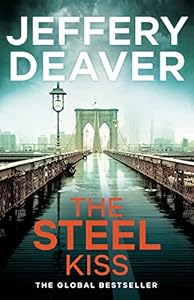 JEFFERY
DEAVER
THE
STEEL
KISS
THE GLOBAL BESTSELLER